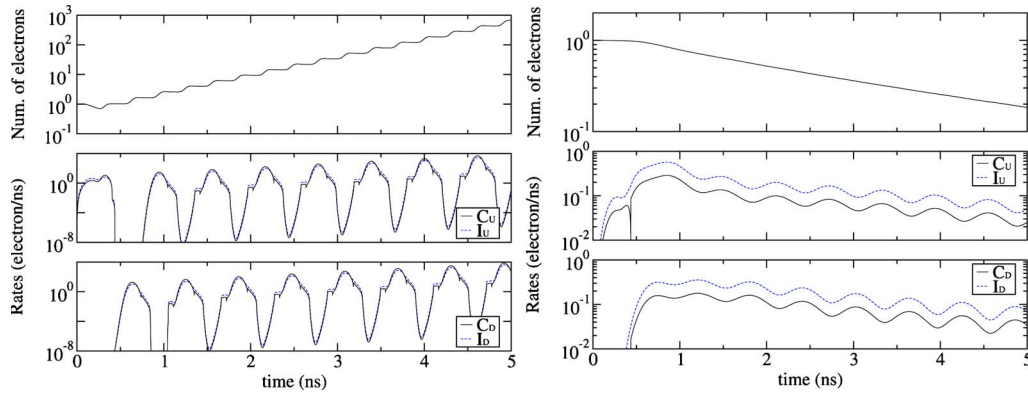 Num. of electrons
10^3
10^2
10^1
10^0
10^-1
Rates (electron/ns)
10^0
10^-8
C_U
I_U
10^0
10^-8
C_D
I_D
0 1 2 3 4 5
time (ns)
Num. of electrons
10^0
10^-1
Rates (electron/ns)
10^0
10^-1
10^-2
C_U
I_U
10^0
10^-1
10^-2
C_D
I_D
0 1 2 3 4 5
time (ns)